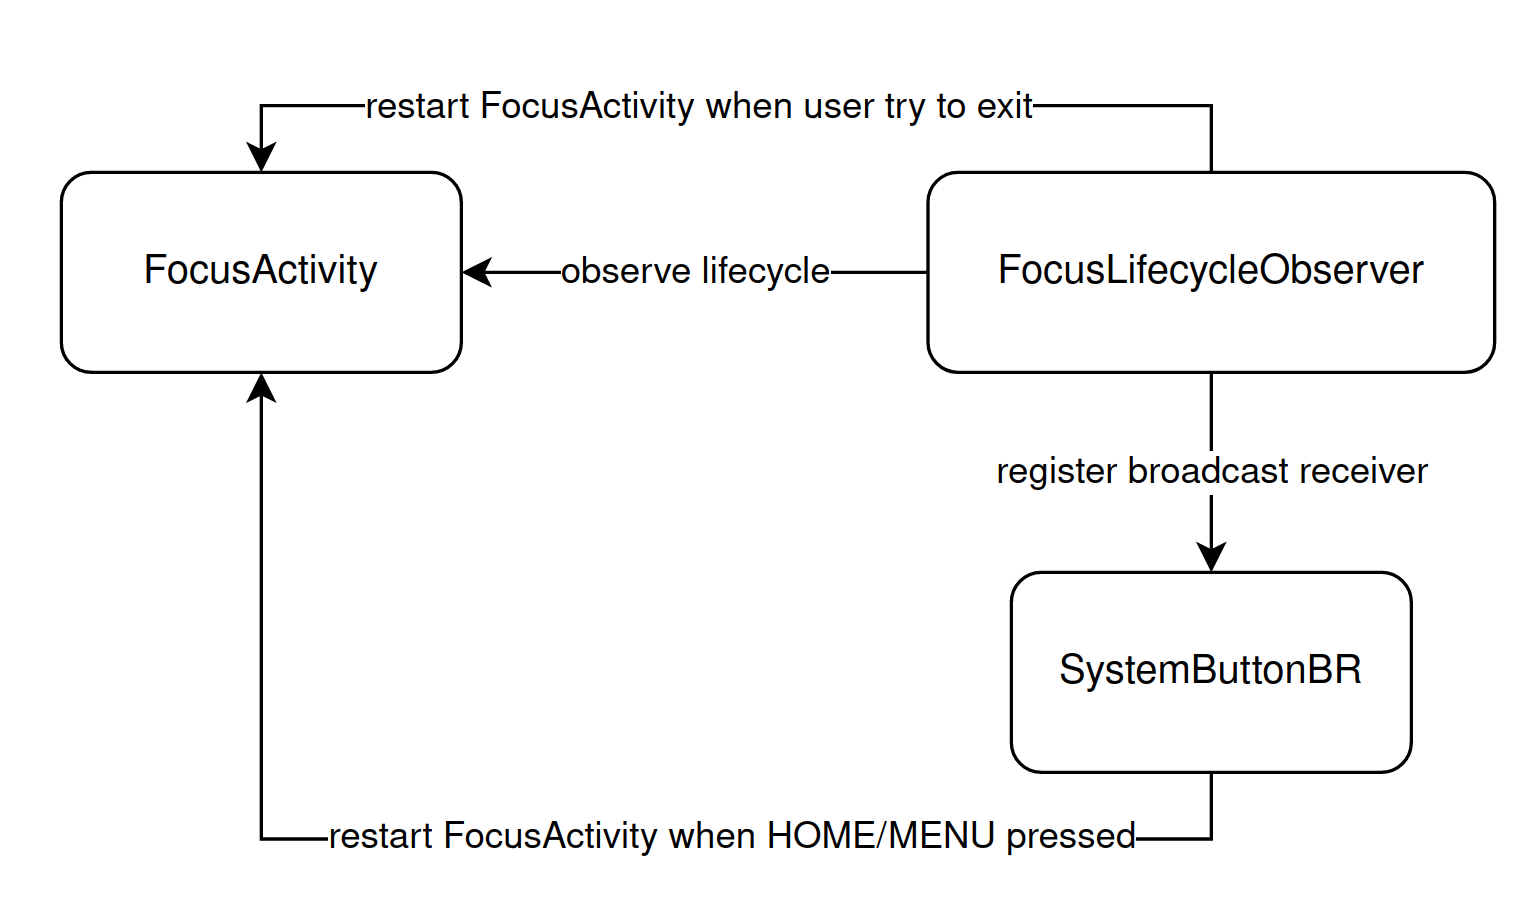 restart FocusActivity when user try to exit
FocusActivity
observe lifecycle
FocusLifecycleObserver
register broadcast receiver
SystemButtonBR
restart FocusActivity when HOME/MENU pressed